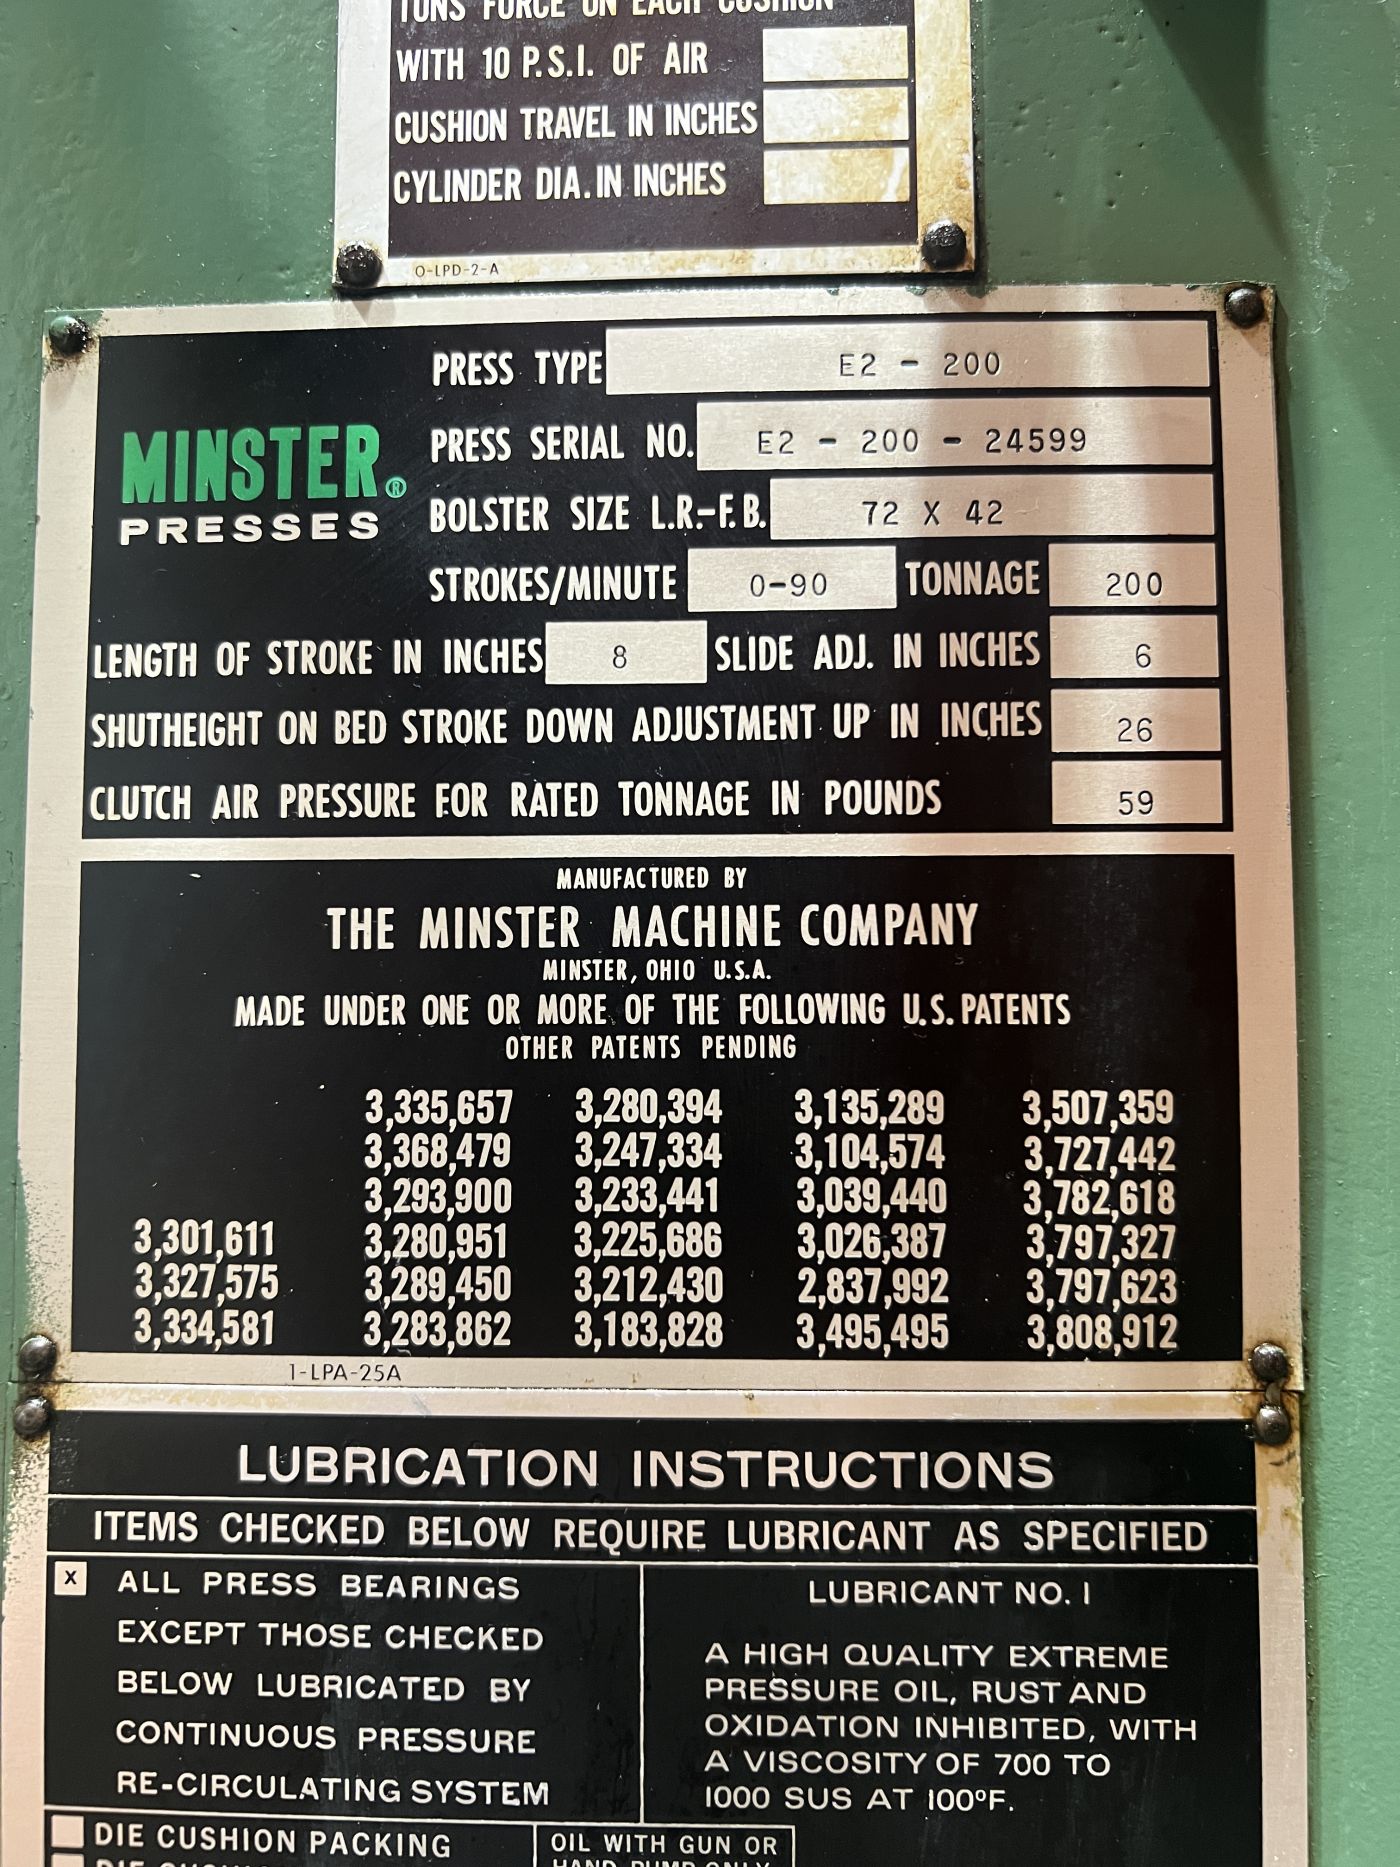 TONS FORCE ON EACH CUSHION
WITH 10 P.S.I. OF AIR
CUSHION TRAVEL IN INCHES
CYLINDER DIA. IN INCHES
O-LPD-2-A
PRESS TYPE E2 - 200
MINSTER®
PRESSES
PRESS SERIAL NO. E2 - 200 - 24599
BOLSTER SIZE L.R.-F.B. 72 X 42
STROKES/MINUTE 0-90 TONNAGE 200
LENGTH OF STROKE IN INCHES 8 SLIDE ADJ. IN INCHES 6
SHUTHEIGHT ON BED STROKE DOWN ADJUSTMENT UP IN INCHES 26
CLUTCH AIR PRESSURE FOR RATED TONNAGE IN POUNDS 59
MANUFACTURED BY
THE MINSTER MACHINE COMPANY
MINSTER, OHIO U.S.A.
MADE UNDER ONE OR MORE OF THE FOLLOWING U.S. PATENTS
OTHER PATENTS PENDING
3,335,657 3,280,394 3,135,289 3,507,359
3,368,479 3,247,334 3,104,574 3,727,442
3,293,900 3,233,441 3,039,440 3,782,618
3,301,611 3,280,951 3,225,686 3,026,387 3,797,327
3,327,575 3,289,450 3,212,430 2,837,992 3,797,623
3,334,581 3,283,862 3,183,828 3,495,495 3,808,912
1-LPA-25A
LUBRICATION INSTRUCTIONS
ITEMS CHECKED BELOW REQUIRE LUBRICANT AS SPECIFIED
X ALL PRESS BEARINGS
EXCEPT THOSE CHECKED
BELOW LUBRICATED BY
CONTINUOUS PRESSURE
RE-CIRCULATING SYSTEM
LUBRICANT NO. 1
A HIGH QUALITY EXTREME
PRESSURE OIL, RUST AND
OXIDATION INHIBITED, WITH
A VISCOSITY OF 700 TO
1000 SUS AT 100°F.
DIE CUSHION PACKING
OIL WITH GUN OR
HAND PUMP ONLY